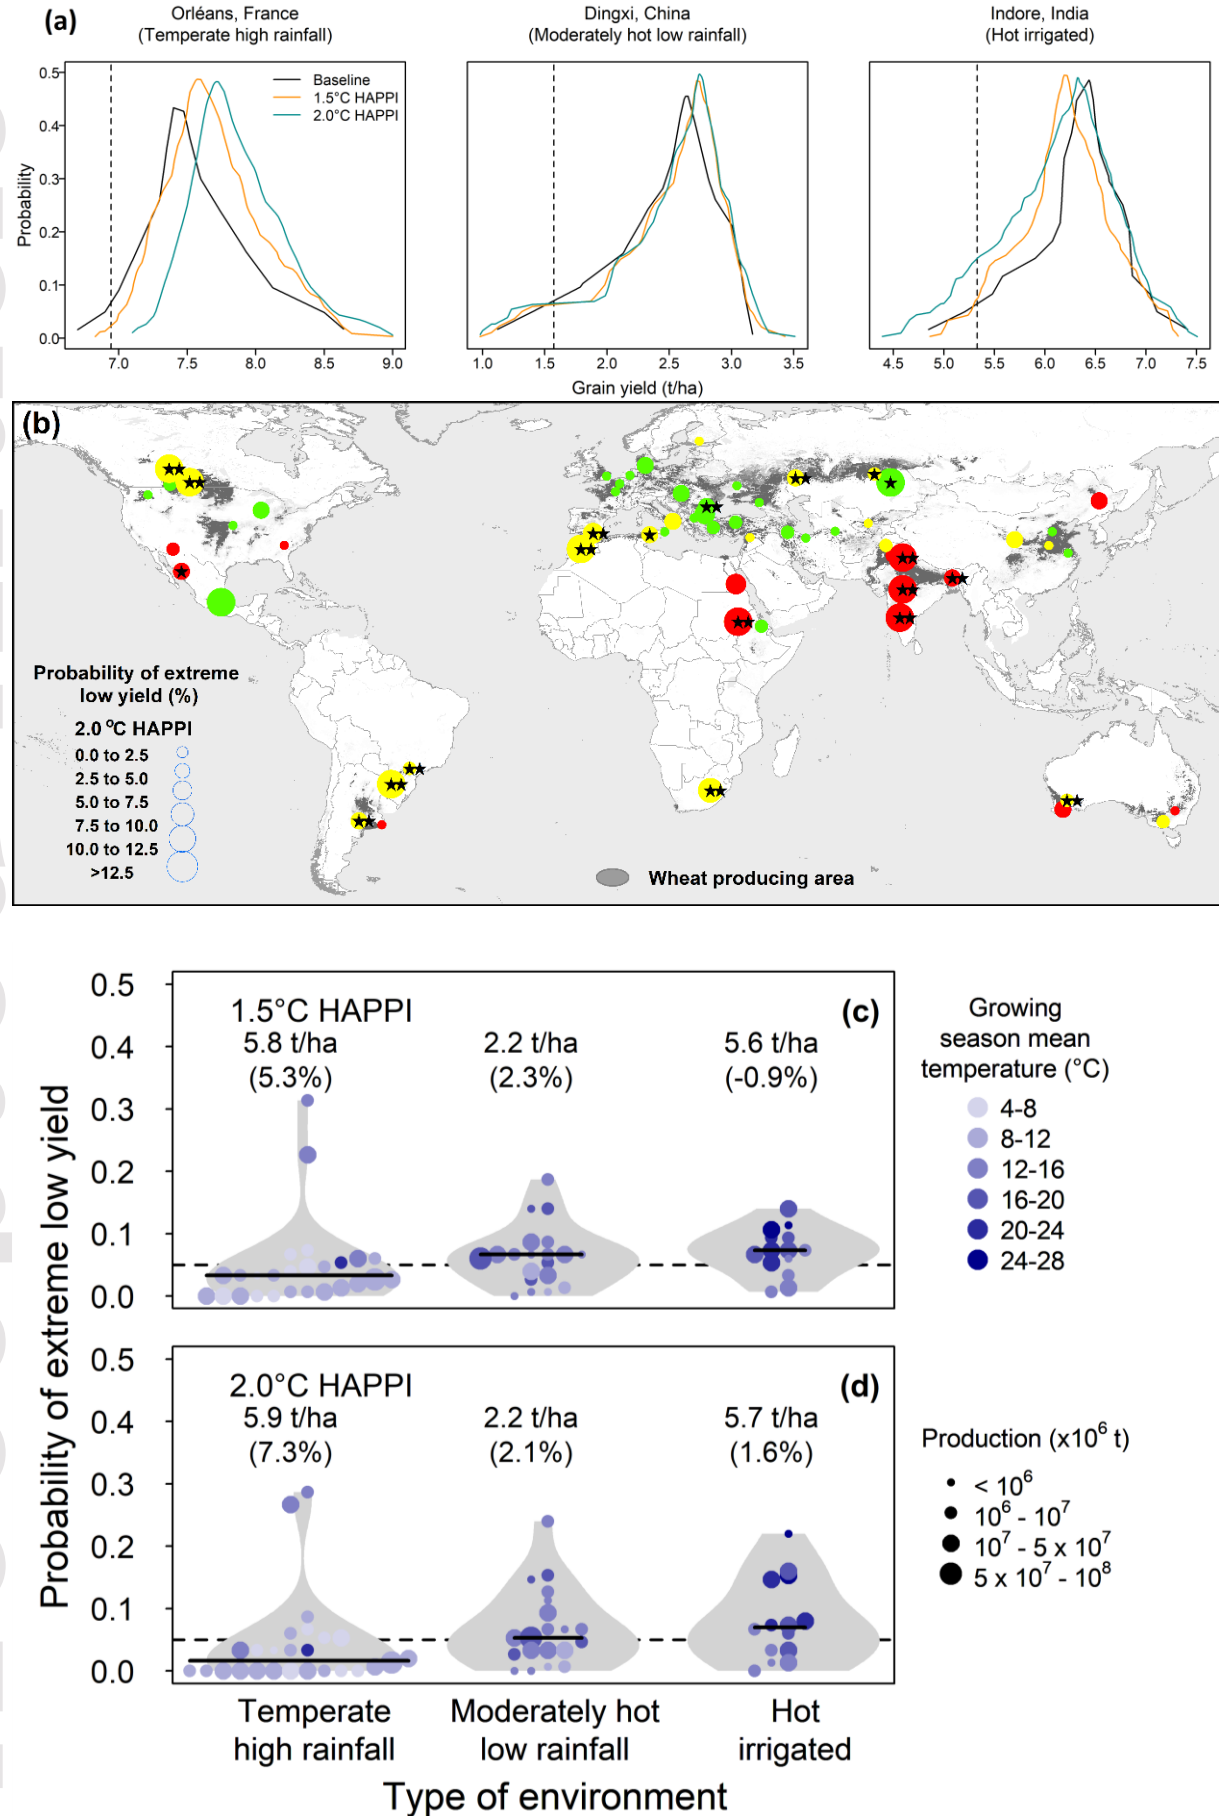 (a)
Orléans, France
(Temperate high rainfall)
Dingxi, China
(Moderately hot low rainfall)
Indore, India
(Hot irrigated)
Probability
0.5
0.4
0.3
0.2
0.1
0.0
Baseline
1.5°C HAPPI
2.0°C HAPPI
7.0 7.5 8.0 8.5 9.0
1.0 2.0 2.5 3.0 3.5
4.5 5.0 5.5 6.0 6.5 7.0 7.5
Grain yield (t/ha)
(b)
Probability of extreme
low yield (%)
2.0 °C HAPPI
0.0 to 2.5
2.5 to 5.0
5.0 to 7.5
7.5 to 10.0
10.0 to 12.5
>12.5
Wheat producing area
Probability of extreme low yield
0.5
0.4
0.3
0.2
0.1
0.0
1.5°C HAPPI
(c)
5.8 t/ha
(5.3%)
2.2 t/ha
(2.3%)
5.6 t/ha
(-0.9%)
Growing
season mean
temperature (°C)
4-8
8-12
12-16
16-20
20-24
24-28
0.5
0.4
0.3
0.2
0.1
0.0
2.0°C HAPPI
(d)
5.9 t/ha
(7.3%)
2.2 t/ha
(2.1%)
5.7 t/ha
(1.6%)
Production (x10⁶ t)
< 10⁶
10⁶ - 10⁷
10⁷ - 5 x 10⁷
5 x 10⁷ - 10⁸
Temperate
high rainfall
Moderately hot
low rainfall
Hot
irrigated
Type of environment